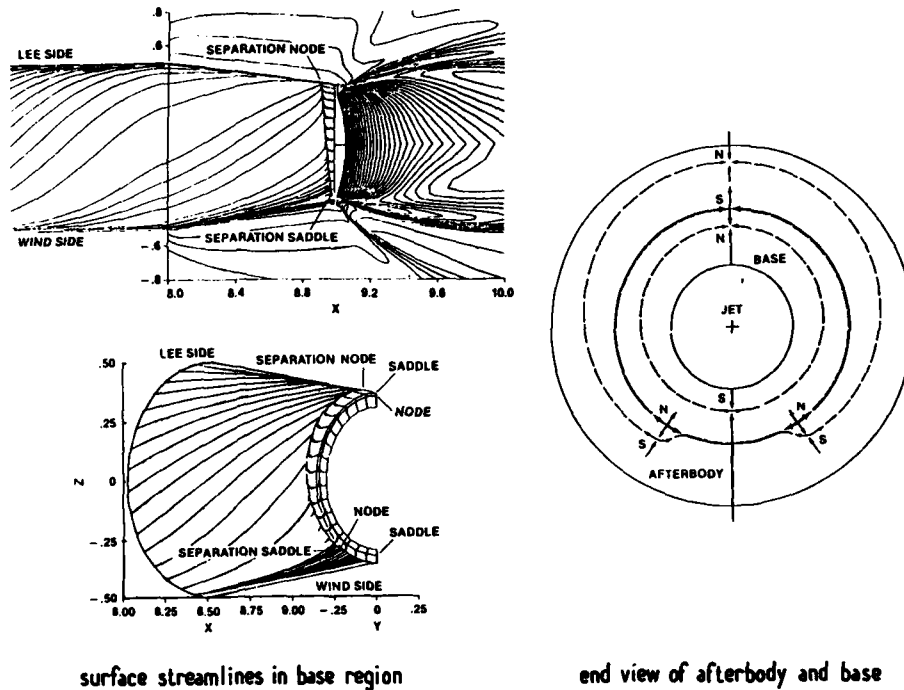 .8
SEPARATION NODE
.6
LEE SIDE
WIND SIDE
SEPARATION SADDLE
.6
-.8
8.0
8.4
8.8
9.2
9.6
10.0
X
LEE SIDE
SEPARATION NODE
SADDLE
NODE
.50
.25
Z
0
-.25
-.50
NODE
SADDLE
SEPARATION SADDLE
WIND SIDE
8.00
8.25
8.50
8.75
9.00
-.25
0
.25
X
Y
surface streamlines in base region
N
S
N
BASE
JET
S
N
N
S
S
AFTERBODY
end view of afterbody and base